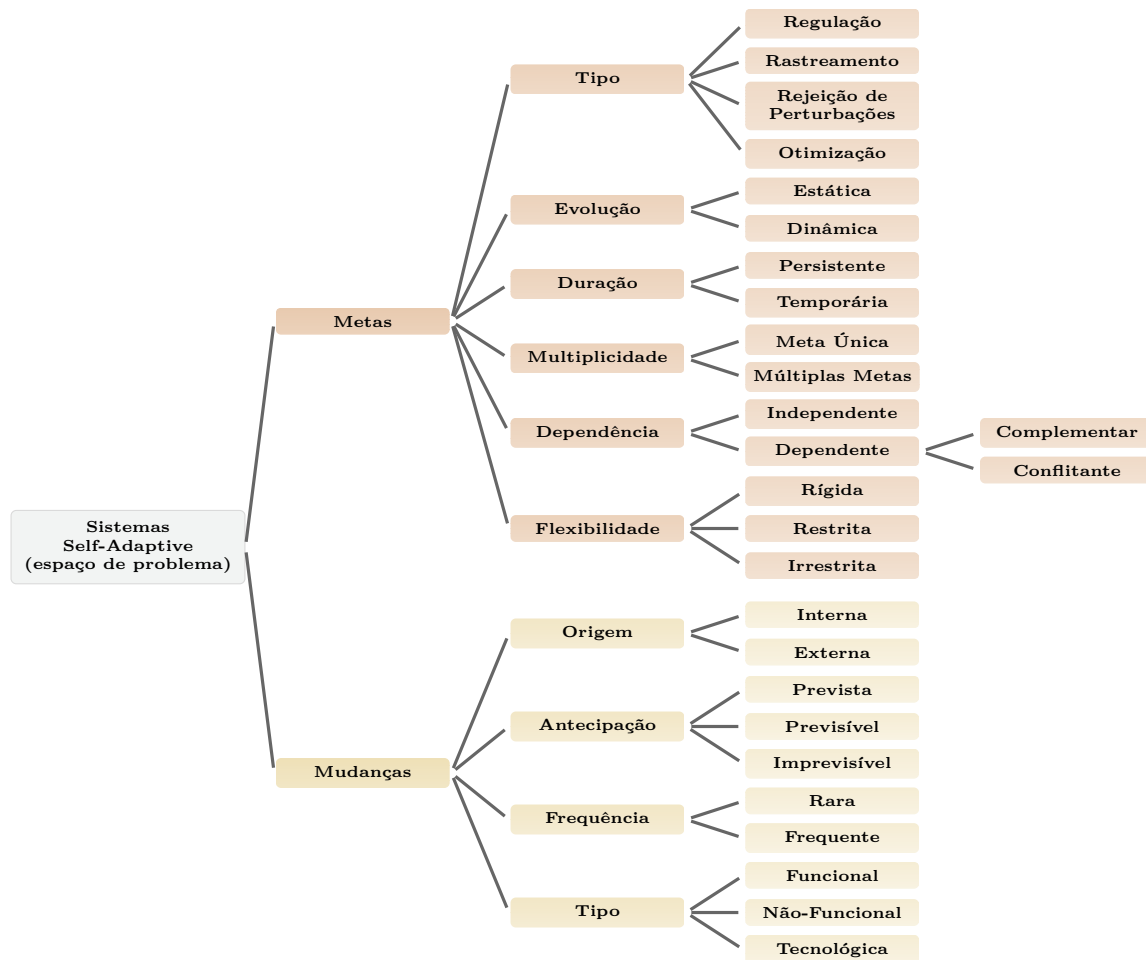 Regulação
Rastreamento
Tipo
Rejeição de
Perturbações
Otimização
Estática
Evolução
Dinâmica
Persistente
Duração
Temporária
Metas
Meta Única
Multiplicidade
Múltiplas Metas
Independente
Dependência
Complementar
Dependente
Conflitante
Rígida
Flexibilidade
Restrita
Irrestrita
Sistemas
Self-Adaptive
(espaço de problema)
Interna
Origem
Externa
Prevista
Antecipação
Previsível
Imprevisível
Mudanças
Rara
Frequência
Frequente
Funcional
Tipo
Não-Funcional
Tecnológica